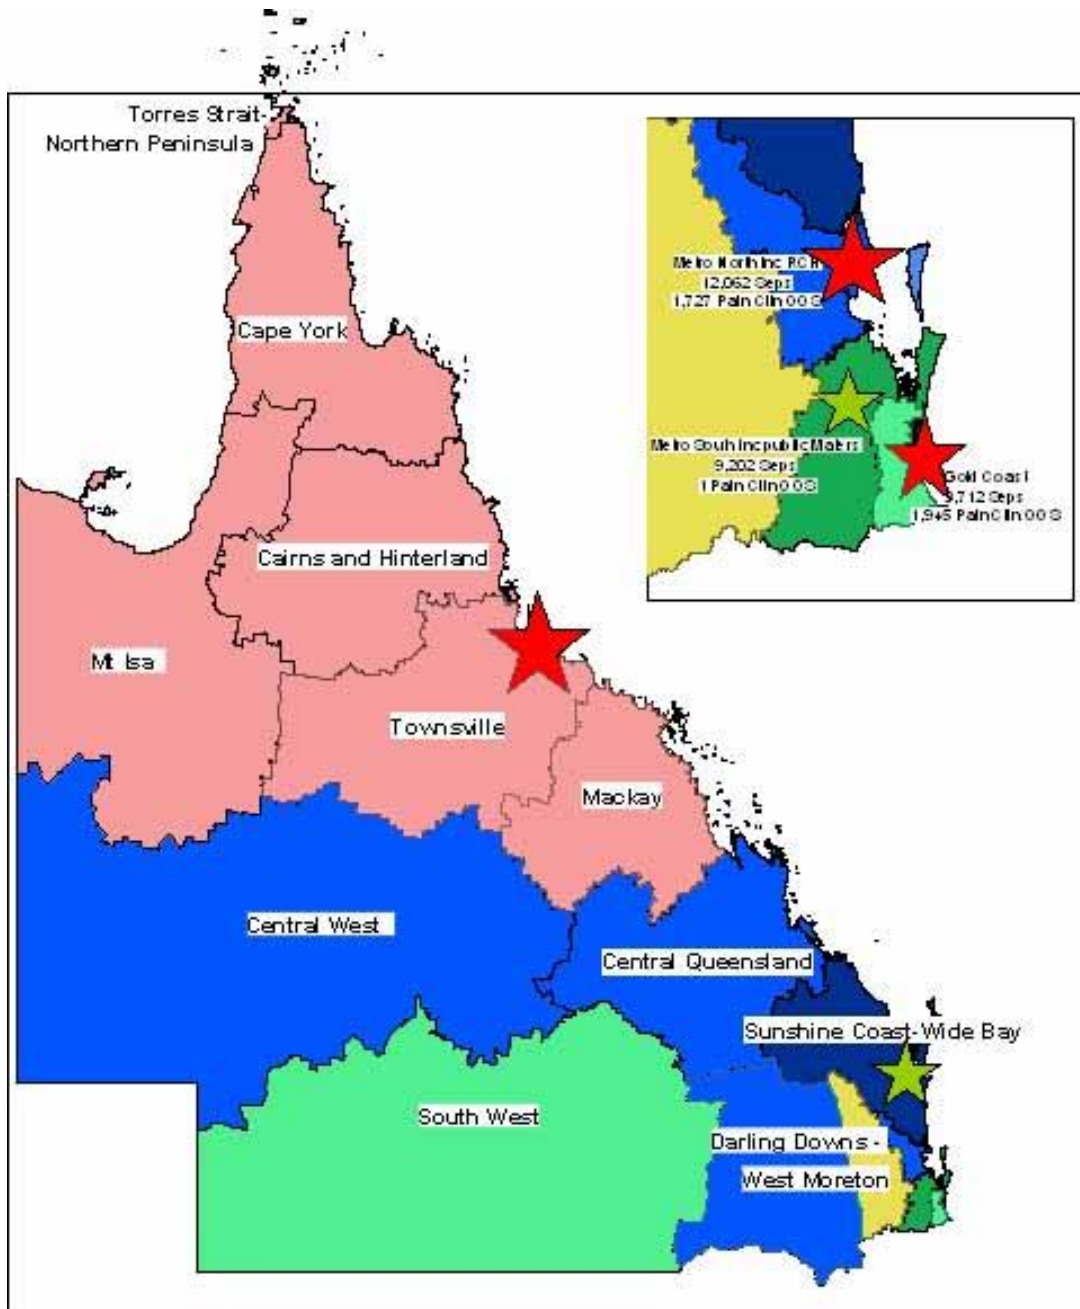 Torres Strait-
Northern Peninsula
Cape York
Cairns and Hinterland
Mt Isa
Townsville
Mackay
Central West
Central Queensland
Sunshine Coast-Wide Bay
South West
Darling Downs -
West Moreton
Metro North inc RCH
12,062 Seps
1,727 Pain Clin OOS
Metro South inc public Maters
9,202 Seps
1 Pain Clin OOS
Gold Coast
,712 Seps
1,945 Pain Clin OOS